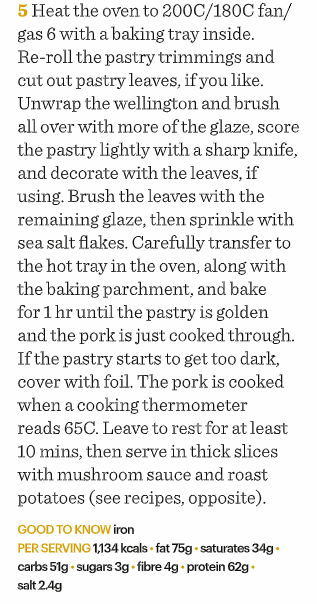 5 Heat the oven to 200C/180C fan/
gas 6 with a baking tray inside.
Re-roll the pastry trimmings and
cut out pastry leaves, if you like.
Unwrap the wellington and brush
all over with more of the glaze, score
the pastry lightly with a sharp knife,
and decorate with the leaves, if
using. Brush the leaves with the
remaining glaze, then sprinkle with
sea salt flakes. Carefully transfer to
the hot tray in the oven, along with
the baking parchment, and bake
for 1 hr until the pastry is golden
and the pork is just cooked through.
If the pastry starts to get too dark,
cover with foil. The pork is cooked
when a cooking thermometer
reads 65C. Leave to rest for at least
10 mins, then serve in thick slices
with mushroom sauce and roast
potatoes (see recipes, opposite).
GOOD TO KNOW iron
PER SERVING 1,134 kcals • fat 75g • saturates 34g •
carbs 51g • sugars 3g • fibre 4g • protein 62g •
salt 2.4g